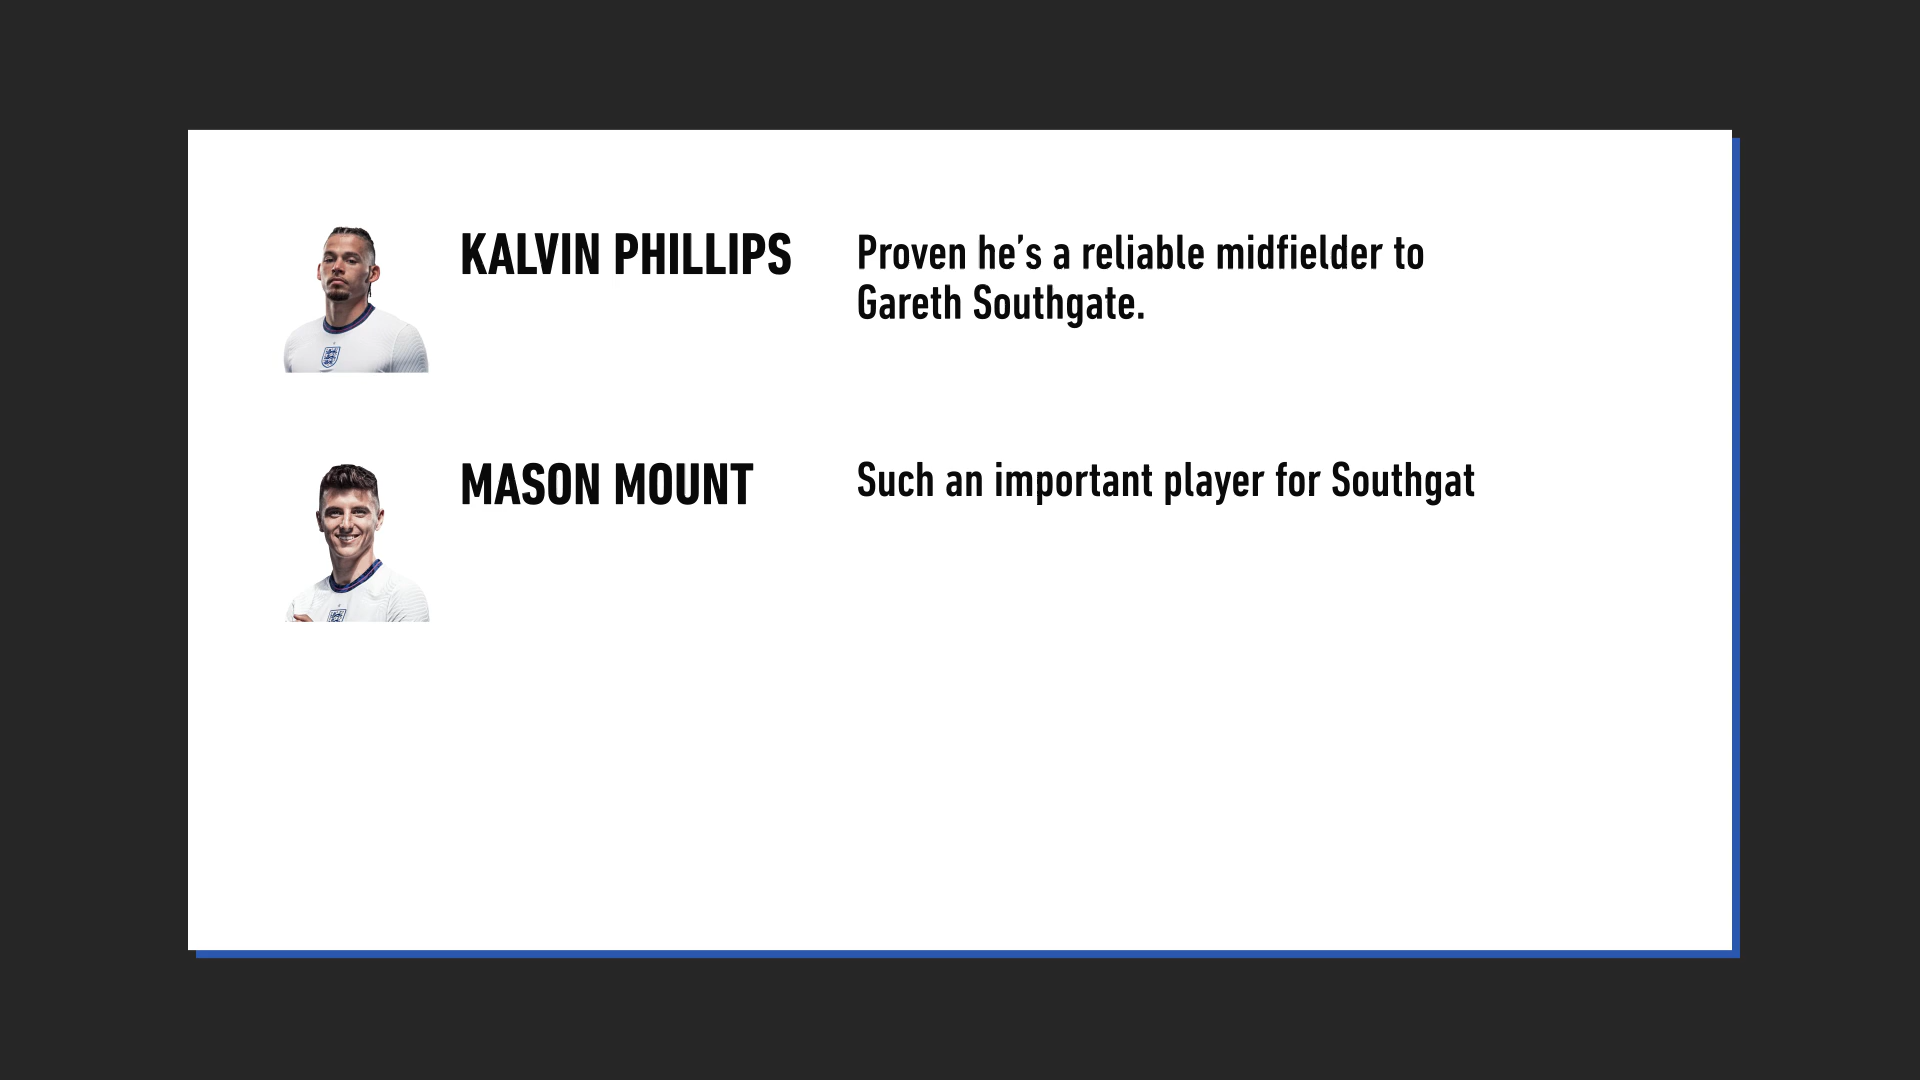 KALVIN PHILLIPS
Proven he’s a reliable midfielder to
Gareth Southgate.
MASON MOUNT
Such an important player for Southgat